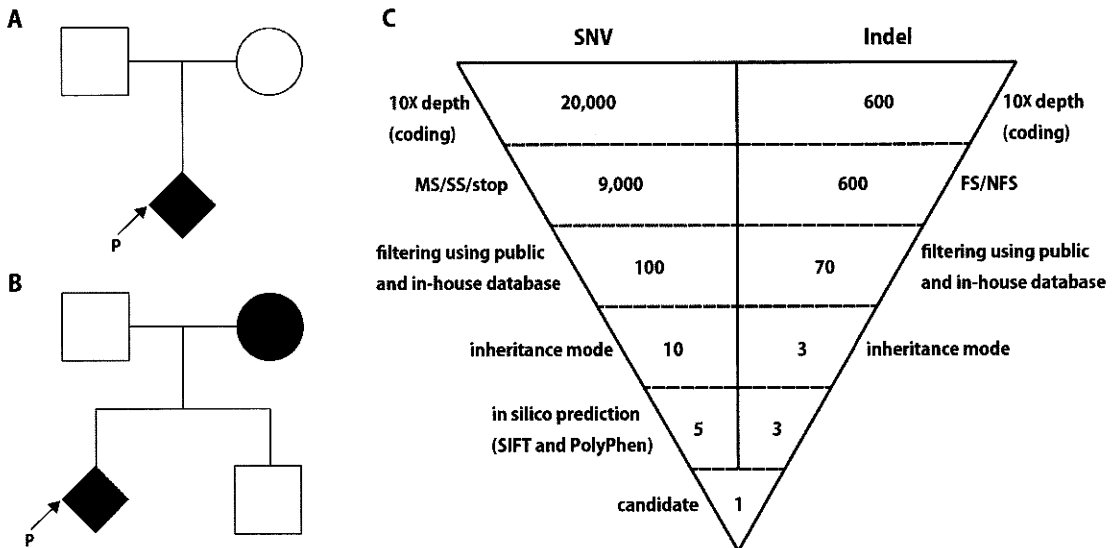 A
P
B
P
C
SNV Indel
10X depth
(coding)
20,000
600
10X depth
(coding)
MS/SS/stop
9,000
600
FS/NFS
filtering using public
and in-house database
100
70
filtering using public
and in-house database
inheritance mode
10
3
inheritance mode
in silico prediction
(SIFT and PolyPhen)
5
3
candidate
1